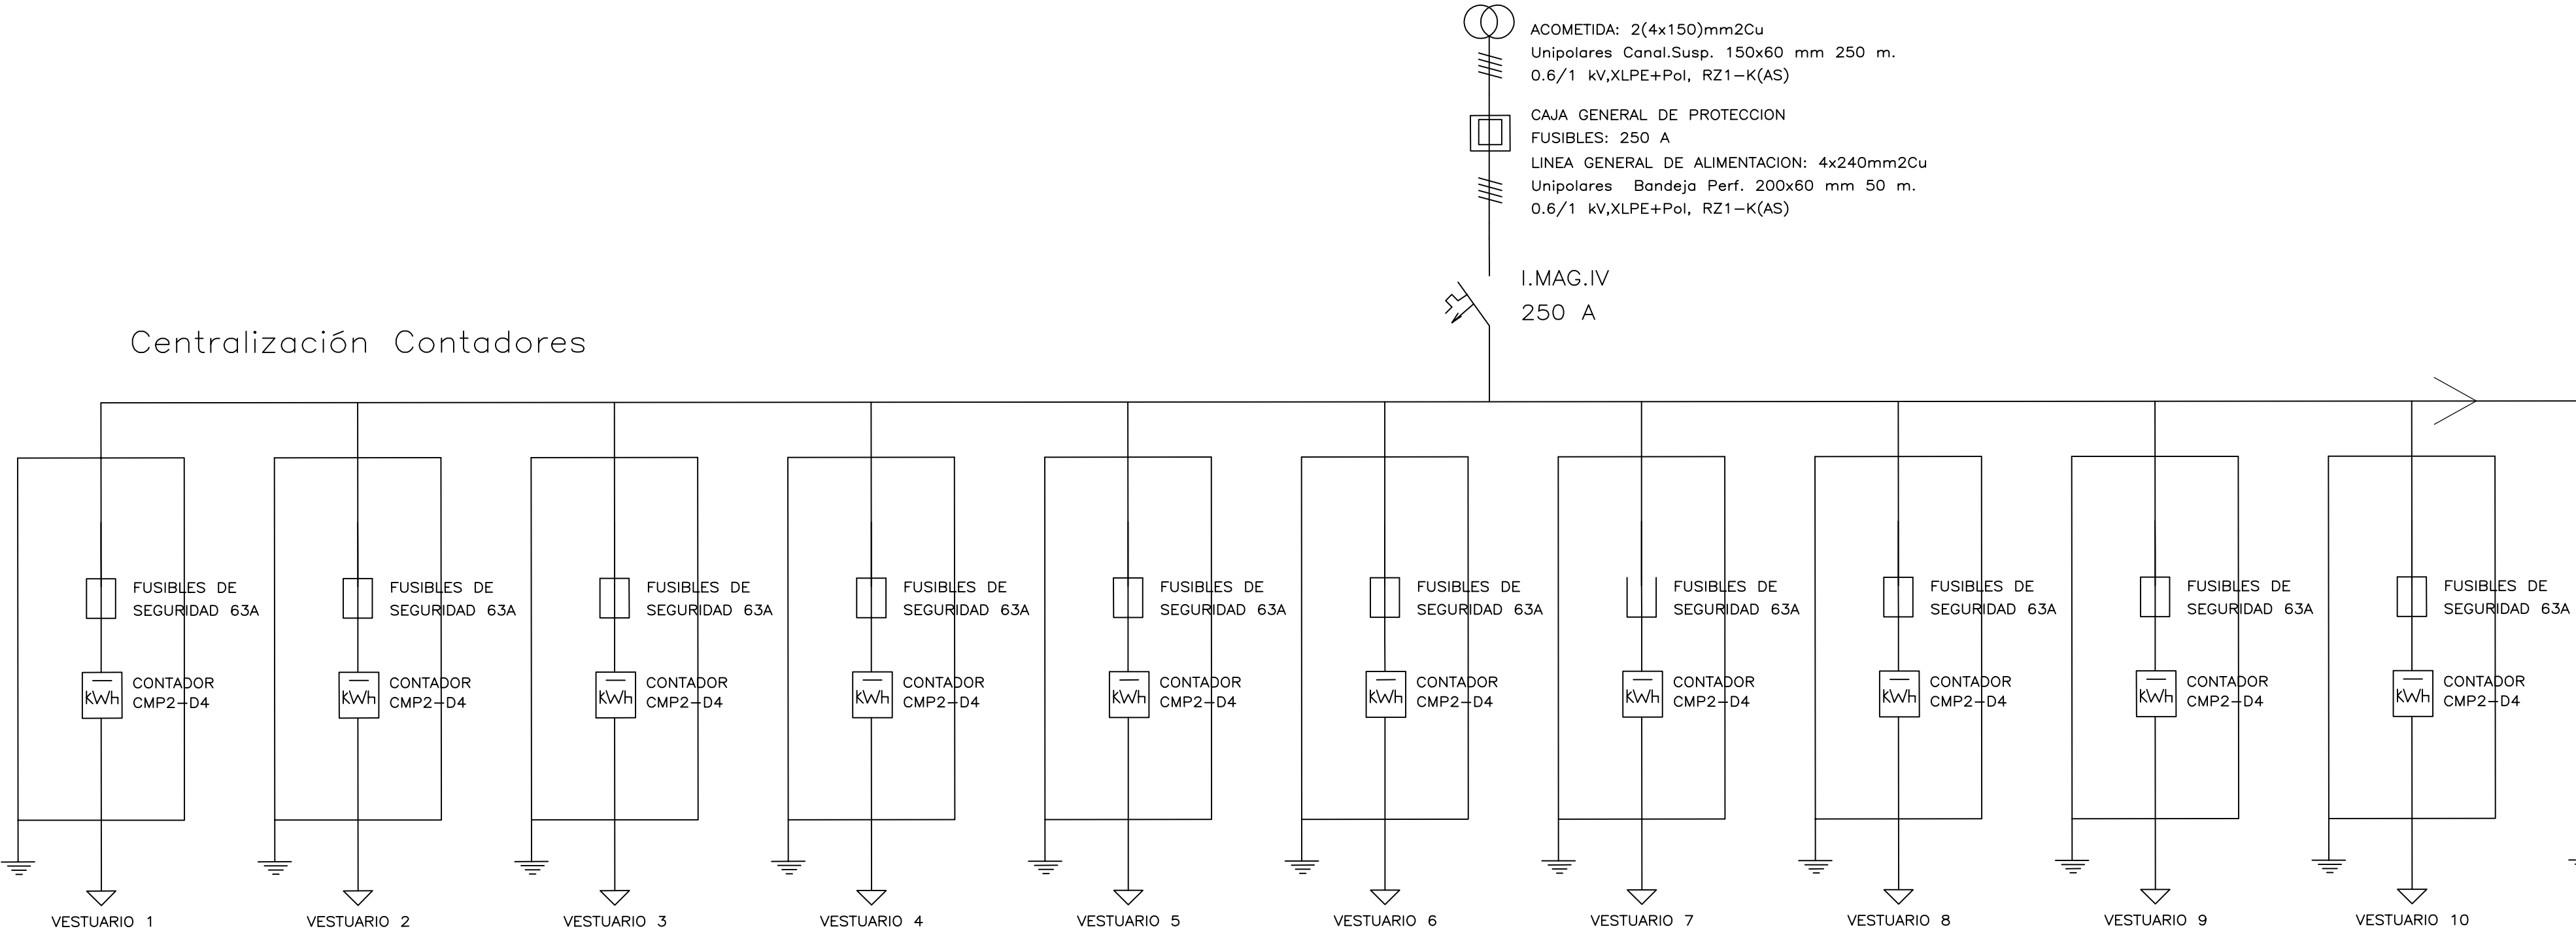 ACOMETIDA: 2(4x150)mm2Cu
Unipolares Canal.Susp. 150x60 mm 250 m.
0.6/1 kV,XLPE+Pol, RZ1-K(AS)
CAJA GENERAL DE PROTECCION
FUSIBLES: 250 A
LINEA GENERAL DE ALIMENTACION: 4x240mm2Cu
Unipolares Bandeja Perf. 200x60 mm 50 m.
0.6/1 kV,XLPE+Pol, RZ1-K(AS)
I.MAG.IV
250 A
Centralización Contadores
FUSIBLES DE
SEGURIDAD 63A
KWh
CONTADOR
CMP2-D4
VESTUARIO 1
FUSIBLES DE
SEGURIDAD 63A
KWh
CONTADOR
CMP2-D4
VESTUARIO 2
FUSIBLES DE
SEGURIDAD 63A
KWh
CONTADOR
CMP2-D4
VESTUARIO 3
FUSIBLES DE
SEGURIDAD 63A
KWh
CONTADOR
CMP2-D4
VESTUARIO 4
FUSIBLES DE
SEGURIDAD 63A
KWh
CONTADOR
CMP2-D4
VESTUARIO 5
FUSIBLES DE
SEGURIDAD 63A
KWh
CONTADOR
CMP2-D4
VESTUARIO 6
FUSIBLES DE
SEGURIDAD 63A
KWh
CONTADOR
CMP2-D4
VESTUARIO 7
FUSIBLES DE
SEGURIDAD 63A
KWh
CONTADOR
CMP2-D4
VESTUARIO 8
FUSIBLES DE
SEGURIDAD 63A
KWh
CONTADOR
CMP2-D4
VESTUARIO 9
FUSIBLES DE
SEGURIDAD 63A
KWh
CONTADOR
CMP2-D4
VESTUARIO 10